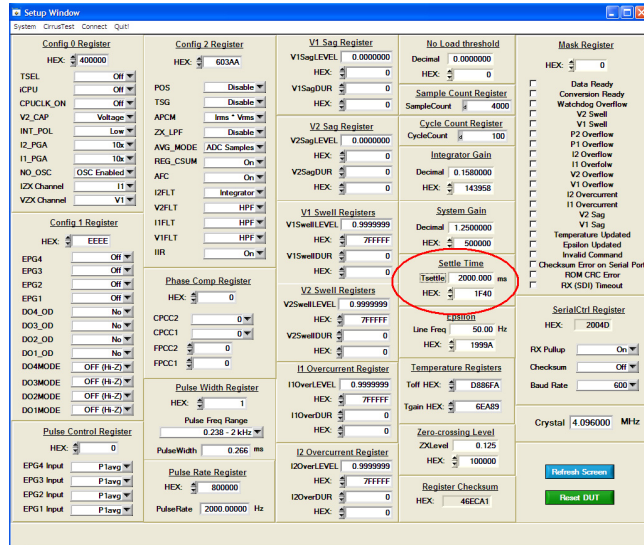 Setup Window
System CirrusTest Connect Quit!
Config 0 Register
HEX: 400000
TSEL Off
iCPU Off
CPUCLK_ON Off
V2_CAP Voltage
INT_POL Low
I2_PGA 10x
I1_PGA 10x
NO_OSC OSC Enabled
IZX Channel I1
VZX Channel V1
Config 1 Register
HEX: EEEE
EPG4 Off
EPG3 Off
EPG2 Off
EPG1 Off
DO4_OD No
DO3_OD No
DO2_OD No
DO1_OD No
DO4MODE OFF (Hi-Z)
DO3MODE OFF (Hi-Z)
DO2MODE OFF (Hi-Z)
DO1MODE OFF (Hi-Z)
Pulse Control Register
HEX: 0
EPG4 Input P1avg
EPG3 Input P1avg
EPG2 Input P1avg
EPG1 Input P1avg
Config 2 Register
HEX: 603AA
POS Disable
TSG Disable
APCM Irms * Vrms
ZX_LPF Disable
AVG_MODE ADC Samples
REG_CSUM On
AFC On
I2FLT Integrator
V2FLT HPF
I1FLT HPF
V1FLT HPF
IIR On
Phase Comp Register
HEX: 0
CPCC2 0
CPCC1 0
FPCC2 0
FPCC1 0
Pulse Width Register
HEX: 1
Pulse Freq Range
0.238 - 2 kHz
PulseWidth 0.266 ms
Pulse Rate Register
HEX: 800000
PulseRate 2000.00000 Hz
V1 Sag Register
V1SagLEVEL 0.0000000
HEX: 0
V1SagDUR 0
HEX: 0
V2 Sag Register
V2SagLEVEL 0.0000000
HEX: 0
V2SagDUR 0
HEX: 0
V1 Swell Registers
V1SwellLEVEL 0.9999999
HEX: 7FFFFF
V1SwellDUR 0
HEX: 0
V2 Swell Registers
V2SwellLEVEL 0.9999999
HEX: 7FFFFF
V2SwellDUR 0
HEX: 0
I1 Overcurrent Register
I1OverLEVEL 0.9999999
HEX: 7FFFFF
I1OverDUR 0
HEX: 0
I2 Overcurrent Register
I2OverLEVEL 0.9999999
HEX: 7FFFFF
I2OverDUR 0
HEX: 0
No Load threshold
Decimal 0.0000000
HEX: 0
Sample Count Register
SampleCount 4000
Cycle Count Register
CycleCount 100
Integrator Gain
Decimal 0.1580000
HEX: 143958
System Gain
Decimal 1.2500000
HEX: 500000
Settle Time
Tsettle 2000.000 ms
HEX: 1F40
Epsilon
Line Freq 50.00 Hz
HEX: 1999A
Temperature Registers
Toff HEX: D886FA
Tgain HEX: 6EA89
Zero-crossing Level
ZXLevel 0.125
HEX: 100000
Register Checksum
HEX: 46ECA1
Mask Register
HEX: 0
Data Ready
Conversion Ready
Watchdog Overflow
V2 Swell
V1 Swell
P2 Overflow
P1 Overflow
I2 Overflow
I1 Overfolw
V2 Overflow
V1 Overflow
I2 Overcurrent
I1 Overcurrent
V2 Sag
V1 Sag
Temperature Updated
Epsilon Updated
Invalid Command
Checksum Error on Serial Port
ROM CRC Error
RX (SDI) Timeout
SerialCtrl Register
HEX: 2004D
RX Pullup On
Checksum Off
Baud Rate 600
Crystal 4.096000 MHz
Refresh Screen
Reset DUT